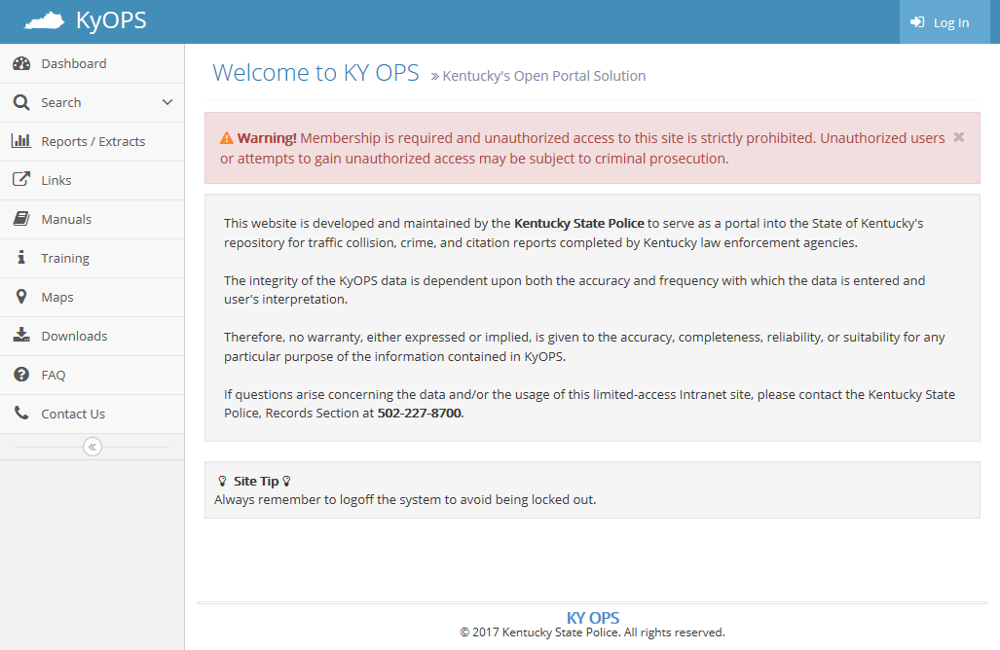 KyOPS
Log In
Dashboard
Search
Reports / Extracts
Links
Manuals
Training
Maps
Downloads
FAQ
Contact Us
Welcome to KY OPS » Kentucky's Open Portal Solution
Warning! Membership is required and unauthorized access to this site is strictly prohibited. Unauthorized users
or attempts to gain unauthorized access may be subject to criminal prosecution.
This website is developed and maintained by the Kentucky State Police to serve as a portal into the State of Kentucky's
repository for traffic collision, crime, and citation reports completed by Kentucky law enforcement agencies.
The integrity of the KyOPS data is dependent upon both the accuracy and frequency with which the data is entered and
user's interpretation.
Therefore, no warranty, either expressed or implied, is given to the accuracy, completeness, reliability, or suitability for any
particular purpose of the information contained in KyOPS.
If questions arise concerning the data and/or the usage of this limited-access Intranet site, please contact the Kentucky State
Police, Records Section at 502-227-8700.
Site Tip
Always remember to logoff the system to avoid being locked out.
KY OPS
© 2017 Kentucky State Police. All rights reserved.